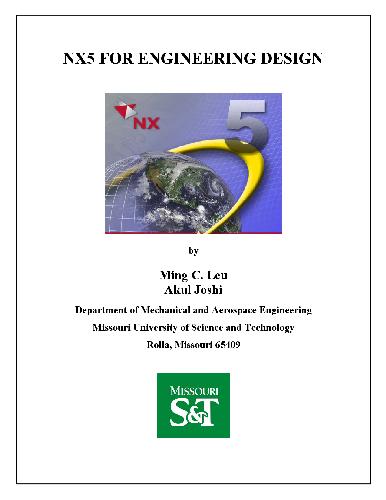 NX5 FOR ENGINEERING DESIGN
NX
5
by
Ming C. Leu
Akul Joshi
Department of Mechanical and Aerospace Engineering
Missouri University of Science and Technology
Rolla, Missouri 65409
MISSOURI
S&T